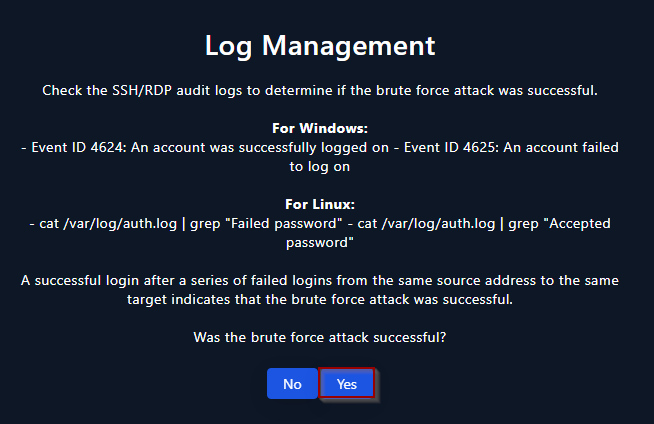 Log Management
Check the SSH/RDP audit logs to determine if the brute force attack was successful.
For Windows:
- Event ID 4624: An account was successfully logged on - Event ID 4625: An account failed
to log on
For Linux:
- cat /var/log/auth.log | grep "Failed password" - cat /var/log/auth.log | grep "Accepted
password"
A successful login after a series of failed logins from the same source address to the same
target indicates that the brute force attack was successful.
Was the brute force attack successful?
No Yes